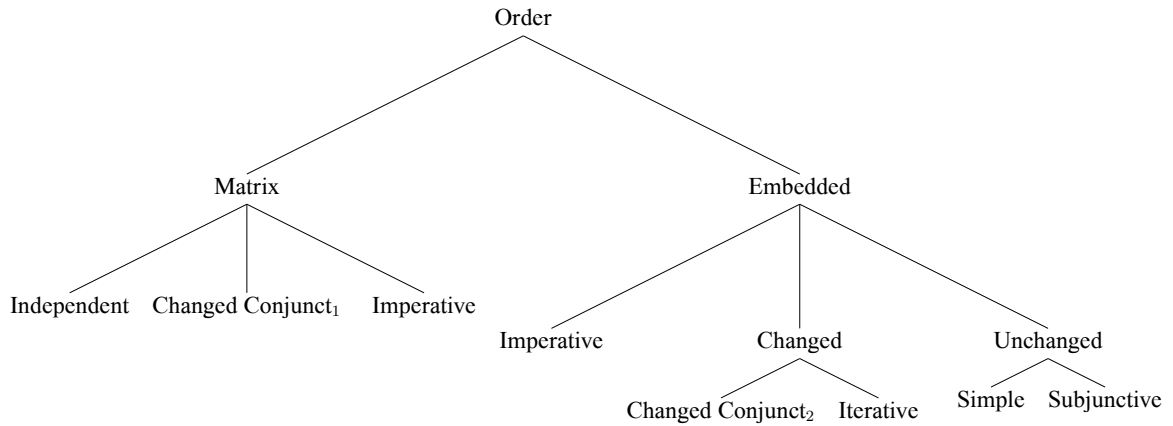 Order
Matrix Embedded
Independent Changed Conjunct₁ Imperative
Imperative Changed Unchanged
Changed Conjunct₂ Iterative Simple Subjunctive